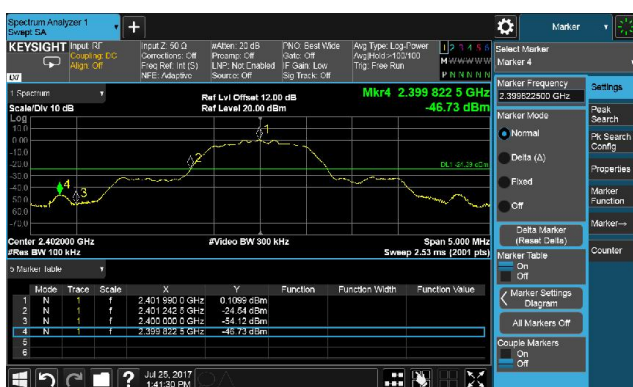 Spectrum Analyzer 1
Swept SA
+
Marker
KEYSIGHT Input: RF
Coupling: DC
Align: Off
Input Z: 50 Ω
Corrections: Off
Freq Ref: Int (S)
NFE: Adaptive
#Atten: 20 dB
Preamp: Off
LNP: Not Enabled
Source: Off
PNO: Best Wide
Gate: Off
IF Gain: Low
Sig Track: Off
Avg Type: Log-Power
Avg|Hold:>100/100
Trig: Free Run
1 2 3 4 5 6
M W W W W W
P N N N N N
LXI
Select Marker
Marker 4
1 Spectrum
Scale/Div 10 dB
Ref Lvl Offset 12.00 dB
Ref Level 20.00 dBm
Mkr4 2.399 822 5 GHz
-46.73 dBm
Log
10.0
0.00
-10.0
-20.0
-30.0
-40.0
-50.0
-60.0
-70.0
1
2
3
4
DL1 -24.29 dBm
Center 2.402000 GHz
#Res BW 100 kHz
#Video BW 300 kHz
Span 5.000 MHz
Sweep 2.53 ms (2001 pts)
5 Marker Table
Mode Trace Scale X Y Function Function Width Function Value
1 N 1 f 2.401 990 0 GHz 0.1099 dBm
2 N 1 f 2.401 242 5 GHz -24.64 dBm
3 N 1 f 2.400 000 0 GHz -54.12 dBm
4 N 1 f 2.399 822 5 GHz -46.73 dBm
5
6
Marker Frequency
2.399822500 GHz
Marker Mode
Normal
Delta (Δ)
Fixed
Off
Delta Marker
(Reset Delta)
Marker Table
On
Off
Marker Settings
Diagram
All Markers Off
Couple Markers
On
Off
Settings
Peak
Search
Pk Search
Config
Properties
Marker
Function
Marker→
Counter
?
Jul 25, 2017
1:41:30 PM